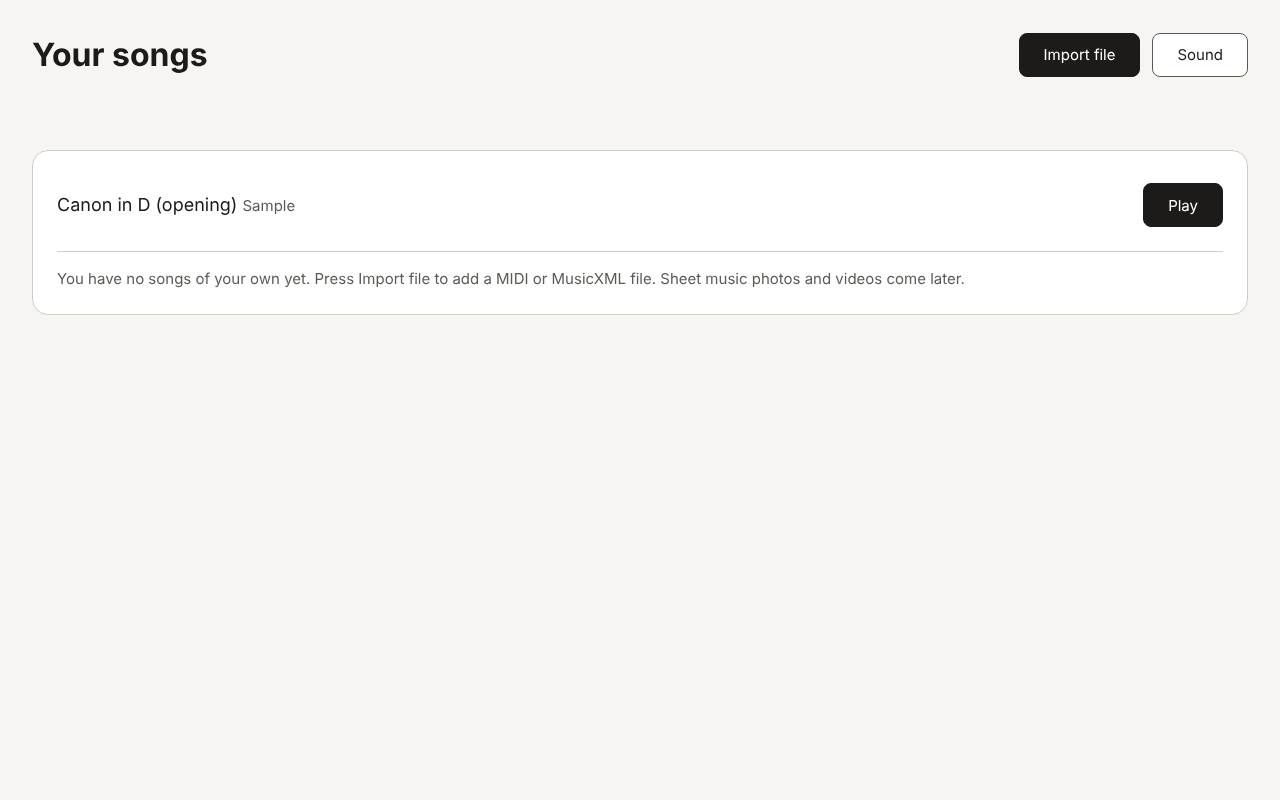 Your songs
Import file
Sound
Canon in D (opening) Sample
Play
You have no songs of your own yet. Press Import file to add a MIDI or MusicXML file. Sheet music photos and videos come later.